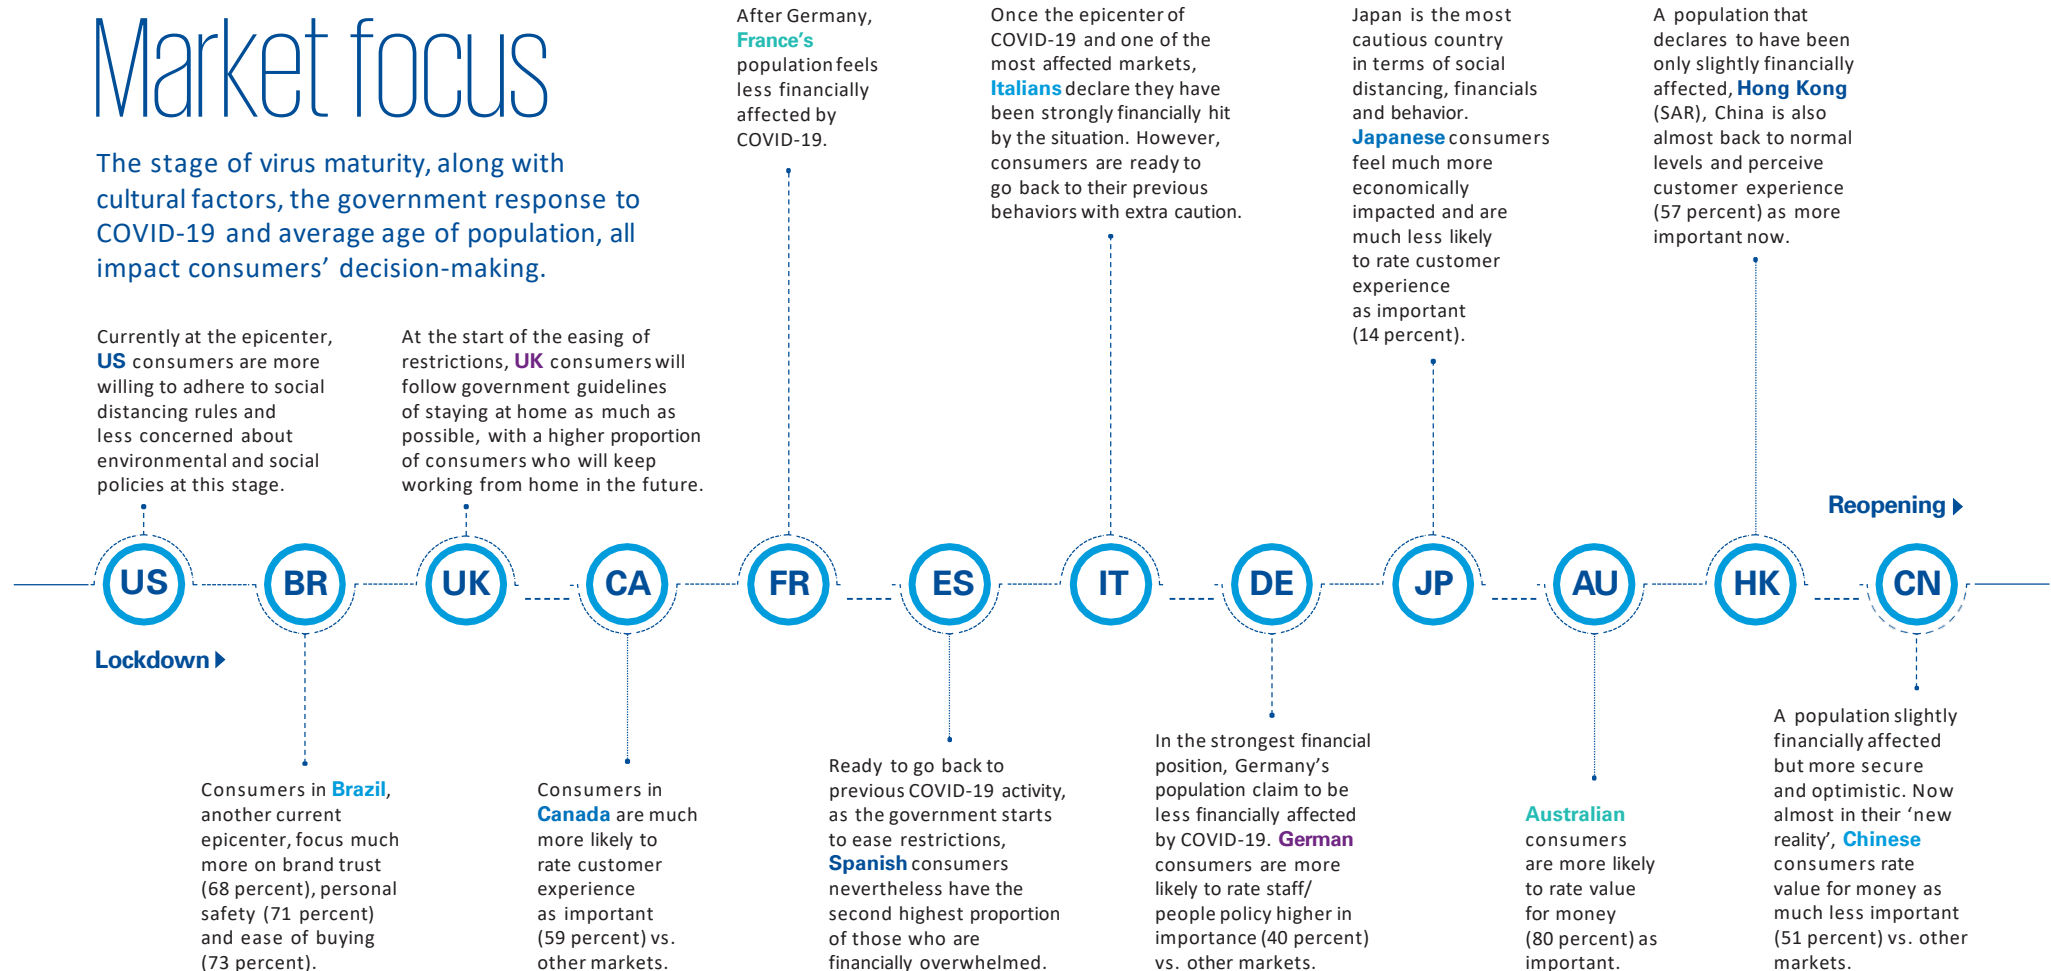 Market focus
The stage of virus maturity, along with
cultural factors, the government response to
COVID-19 and average age of population, all
impact consumers’ decision-making.
Currently at the epicenter,
US consumers are more
willing to adhere to social
distancing rules and
less concerned about
environmental and social
policies at this stage.
At the start of the easing of
restrictions, UK consumers will
follow government guidelines
of staying at home as much as
possible, with a higher proportion
of consumers who will keep
working from home in the future.
After Germany,
France’s
population feels
less financially
affected by
COVID-19.
Once the epicenter of
COVID-19 and one of the
most affected markets,
Italians declare they have
been strongly financially hit
by the situation. However,
consumers are ready to
go back to their previous
behaviors with extra caution.
Japan is the most
cautious country
in terms of social
distancing, financials
and behavior.
Japanese consumers
feel much more
economically
impacted and are
much less likely
to rate customer
experience
as important
(14 percent).
A population that
declares to have been
only slightly financially
affected, Hong Kong
(SAR), China is also
almost back to normal
levels and perceive
customer experience
(57 percent) as more
important now.
Reopening
US BR UK CA FR ES IT DE JP AU HK CN
Lockdown
Consumers in Brazil,
another current
epicenter, focus much
more on brand trust
(68 percent), personal
safety (71 percent)
and ease of buying
(73 percent).
Consumers in
Canada are much
more likely to
rate customer
experience
as important
(59 percent) vs.
other markets.
Ready to go back to
previous COVID-19 activity,
as the government starts
to ease restrictions,
Spanish consumers
nevertheless have the
second highest proportion
of those who are
financially overwhelmed.
In the strongest financial
position, Germany’s
population claim to be
less financially affected
by COVID-19. German
consumers are more
likely to rate staff/
people policy higher in
importance (40 percent)
vs. other markets.
Australian
consumers
are more likely
to rate value
for money
(80 percent) as
important.
A population slightly
financially affected
but more secure
and optimistic. Now
almost in their ‘new
reality’, Chinese
consumers rate
value for money as
much less important
(51 percent) vs. other
markets.